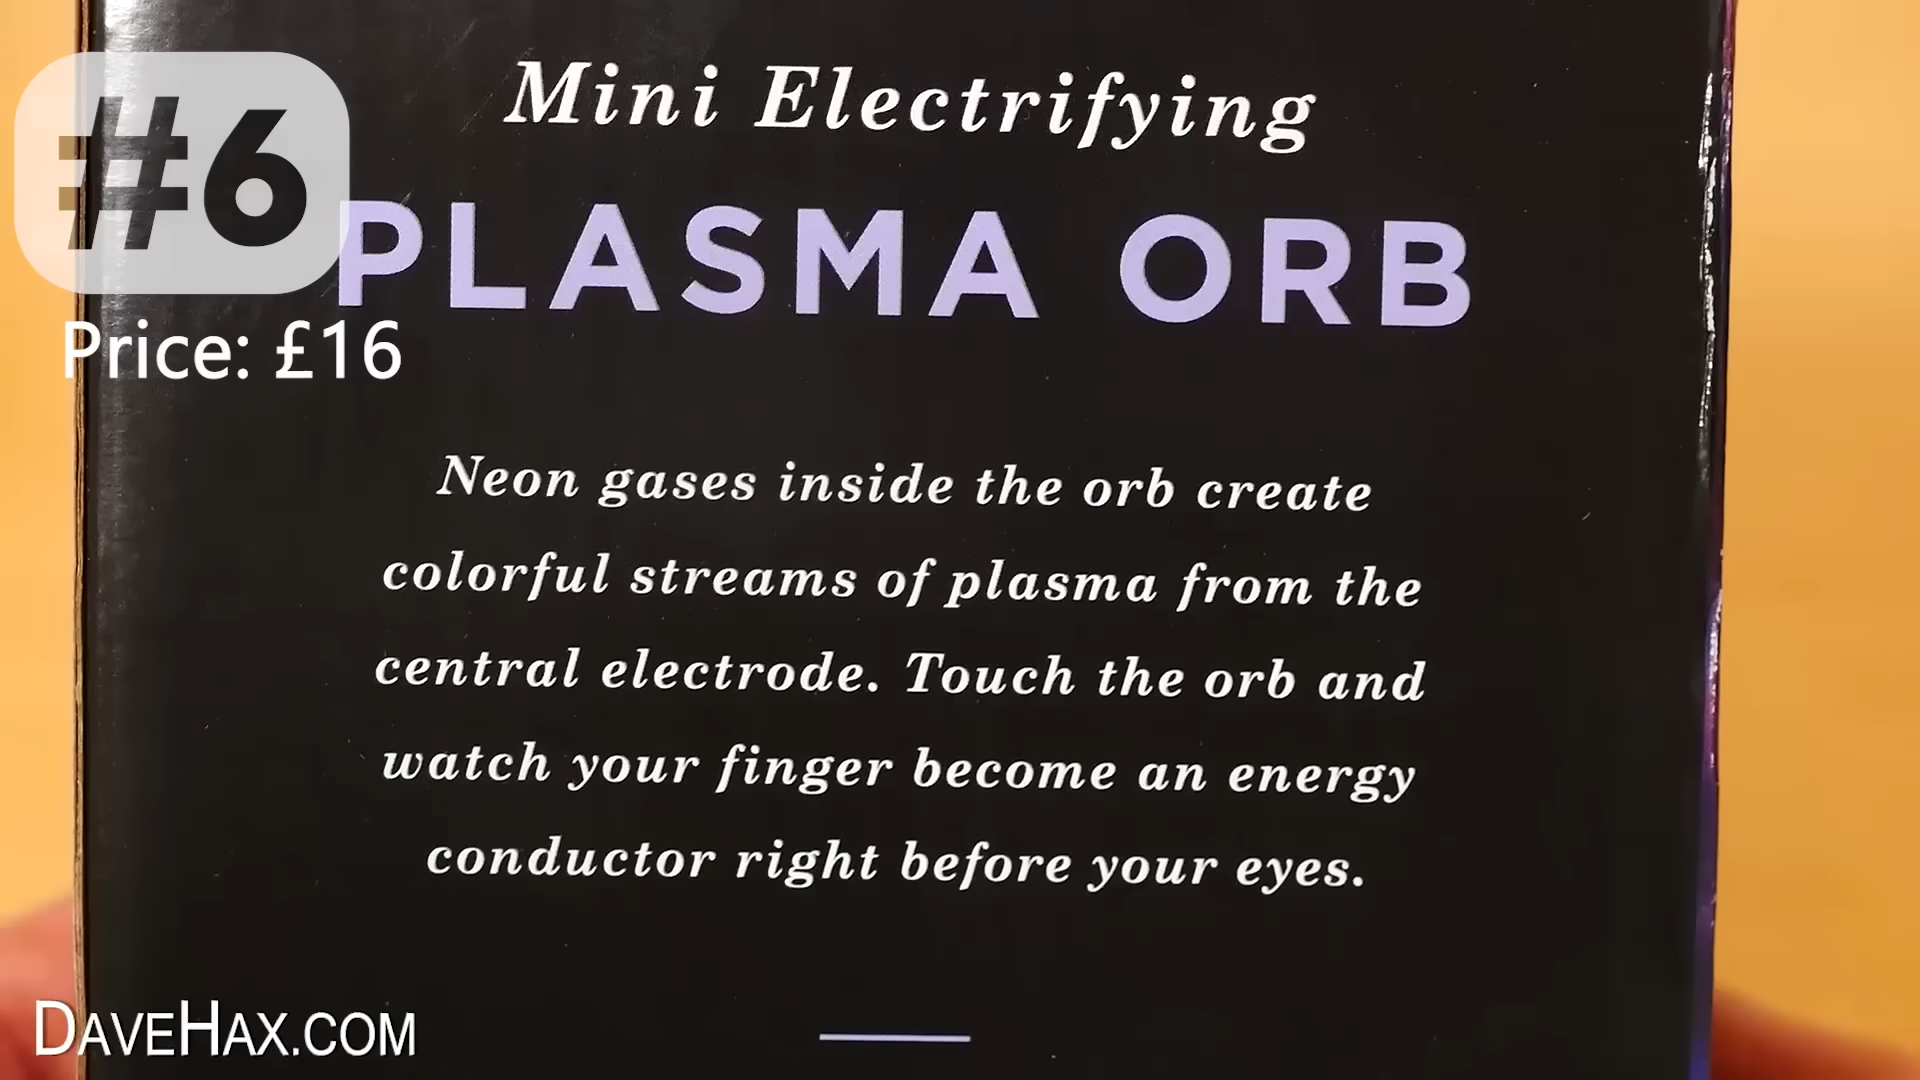 #6
Price: £16
Mini Electrifying
PLASMA ORB
Neon gases inside the orb create
colorful streams of plasma from the
central electrode. Touch the orb and
watch your finger become an energy
conductor right before your eyes.
DAVEHAX.COM